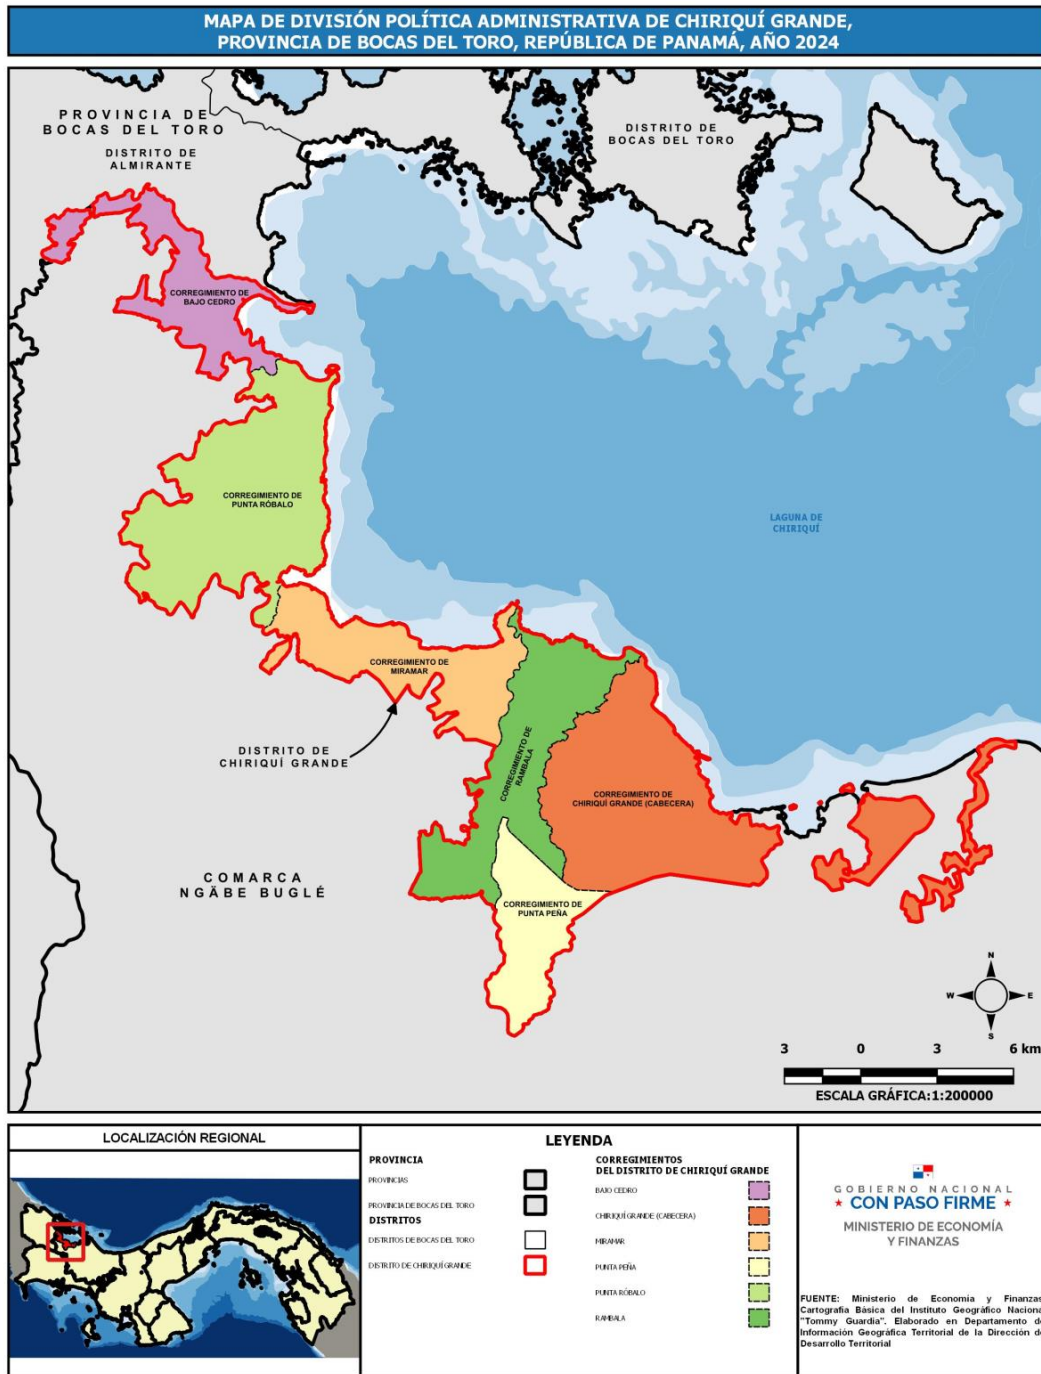 MAPA DE DIVISIÓN POLÍTICA ADMINISTRATIVA DE CHIRIQUÍ GRANDE,
PROVINCIA DE BOCAS DEL TORO, REPÚBLICA DE PANAMÁ, AÑO 2024
PROVINCIA DE
BOCAS DEL TORO
DISTRITO DE
ALMIRANTE
DISTRITO DE
BOCAS DEL TORO
CORREGIMIENTO DE
BAJO CEDRO
CORREGIMIENTO DE
PUNTA RÓBALO
LAGUNA DE
CHIRIQUÍ
CORREGIMIENTO DE
MIRAMAR
DISTRITO DE
CHIRIQUÍ GRANDE
CORREGIMIENTO DE
RAMBALA
CORREGIMIENTO DE
CHIRIQUÍ GRANDE (CABECERA)
COMARCA
NGÄBE BUGLÉ
CORREGIMIENTO DE
PUNTA PEÑA
N
W E
S
3 0 3 6 km
ESCALA GRÁFICA:1:200000
LOCALIZACIÓN REGIONAL
LEYENDA
PROVINCIA
PROVINCIAS
PROVINCIA DE BOCAS DEL TORO
DISTRITOS
DISTRITOS DE BOCAS DEL TORO
DISTRITO DE CHIRIQUÍ GRANDE
CORREGIMIENTOS
DEL DISTRITO DE CHIRIQUÍ GRANDE
BAJO CEDRO
CHIRIQUÍ GRANDE (CABECERA)
MIRAMAR
PUNTA PEÑA
PUNTA RÓBALO
RAMBALA
GOBIERNO NACIONAL
CON PASO FIRME
MINISTERIO DE ECONOMÍA
Y FINANZAS
FUENTE: Ministerio de Economía y Finanzas
Cartografía Básica del Instituto Geográfico Naciona
"Tommy Guardia". Elaborado en Departamento de
Información Geográfica Territorial de la Dirección de
Desarrollo Territorial